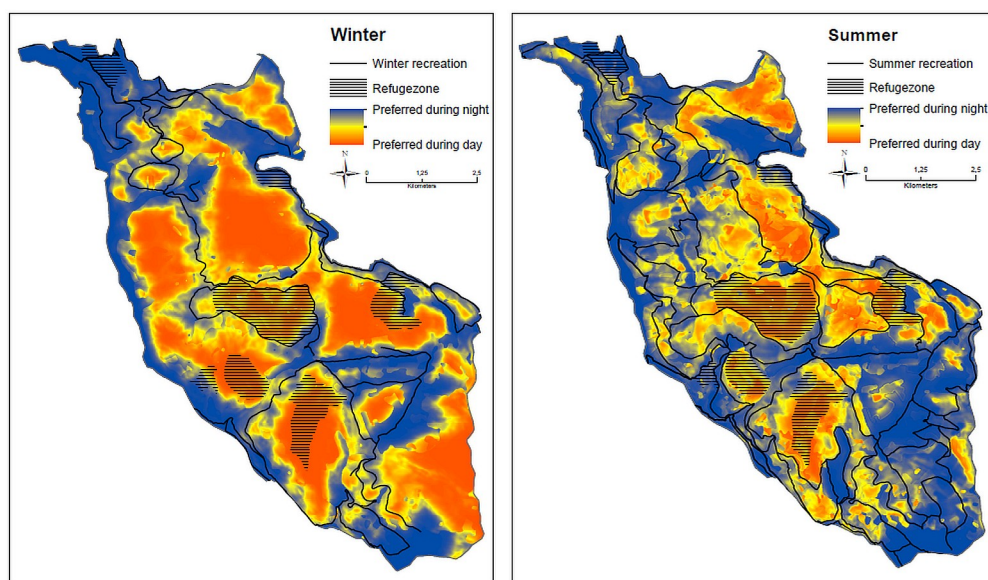 Winter
Winter recreation
Refugezone
Preferred during night
Preferred during day
N
0 1,25 2,5
Kilometers
Summer
Summer recreation
Refugezone
Preferred during night
Preferred during day
N
0 1,25 2,5
Kilometers